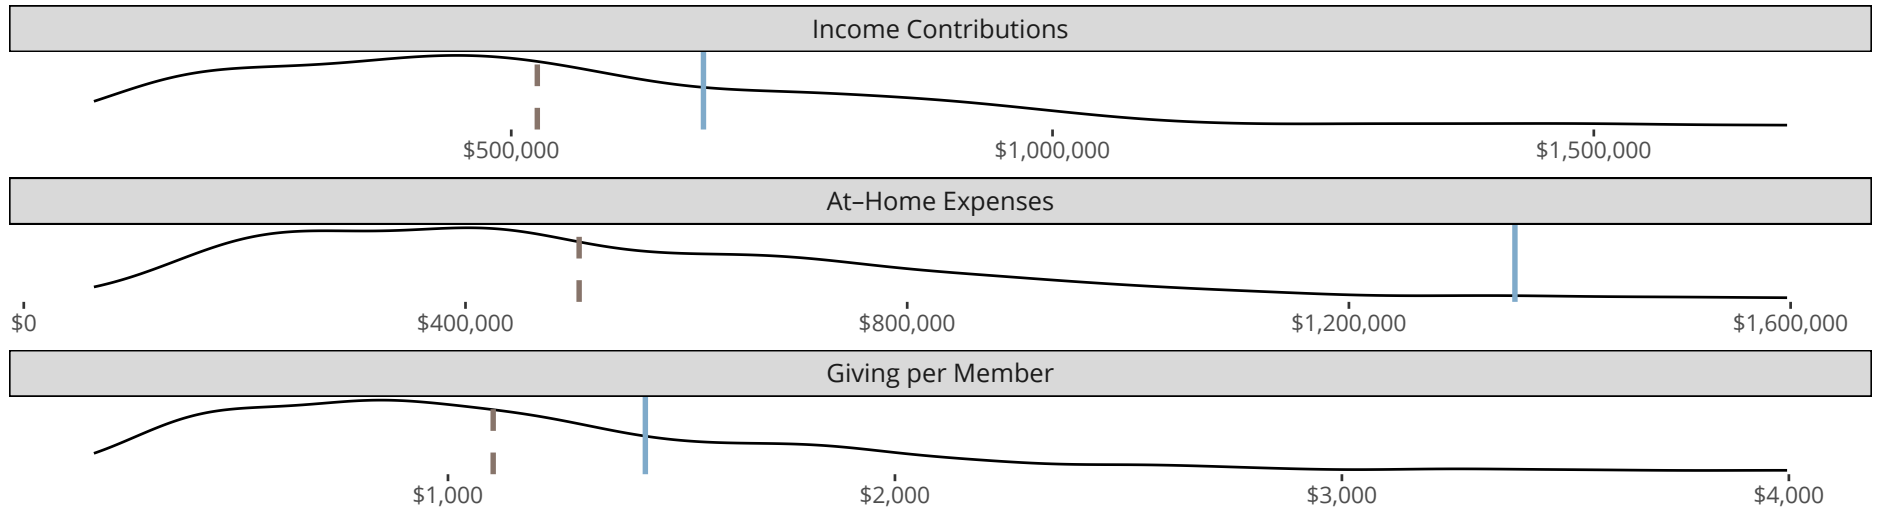 Income Contributions
$500,000 $1,000,000 $1,500,000
At–Home Expenses
$0 $400,000 $800,000 $1,200,000 $1,600,000
Giving per Member
$1,000 $2,000 $3,000 $4,000